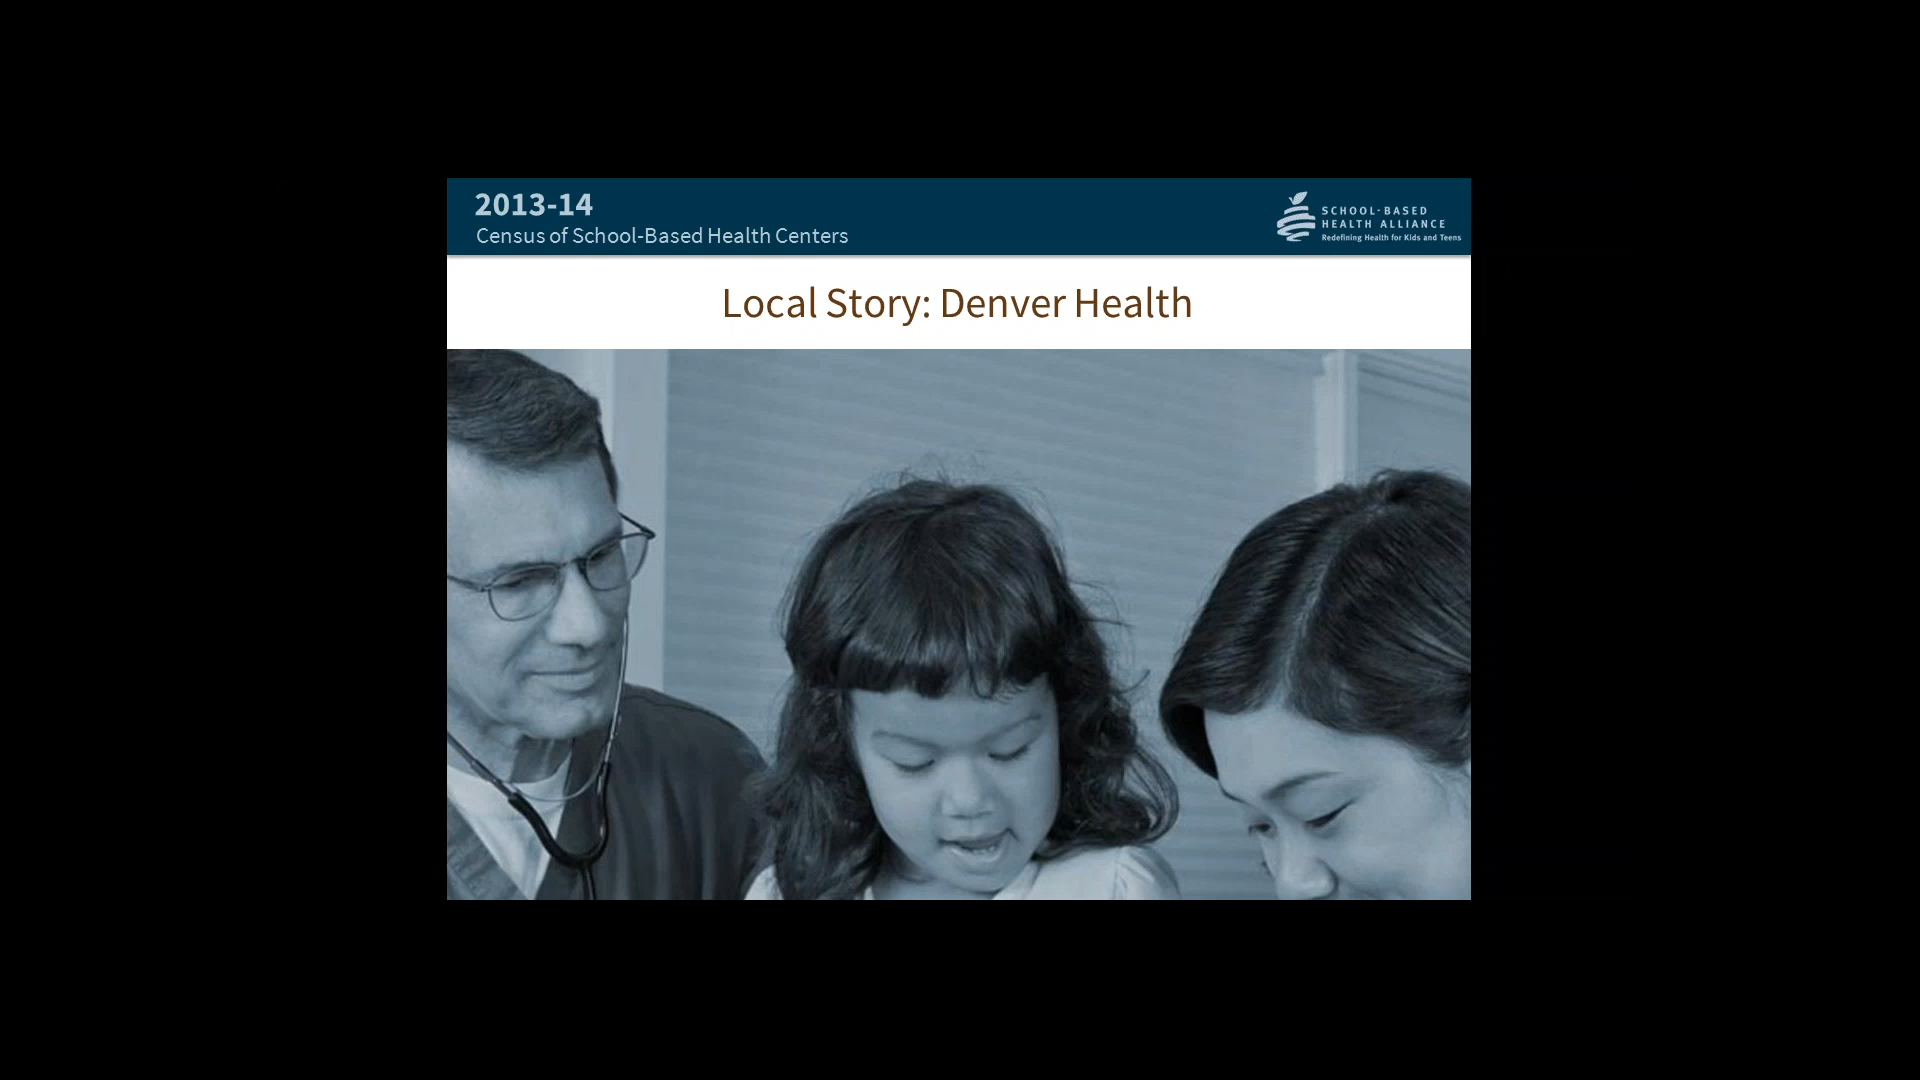 2013-14
Census of School-Based Health Centers
SCHOOL-BASED
HEALTH ALLIANCE
Redefining Health for Kids and Teens
Local Story: Denver Health